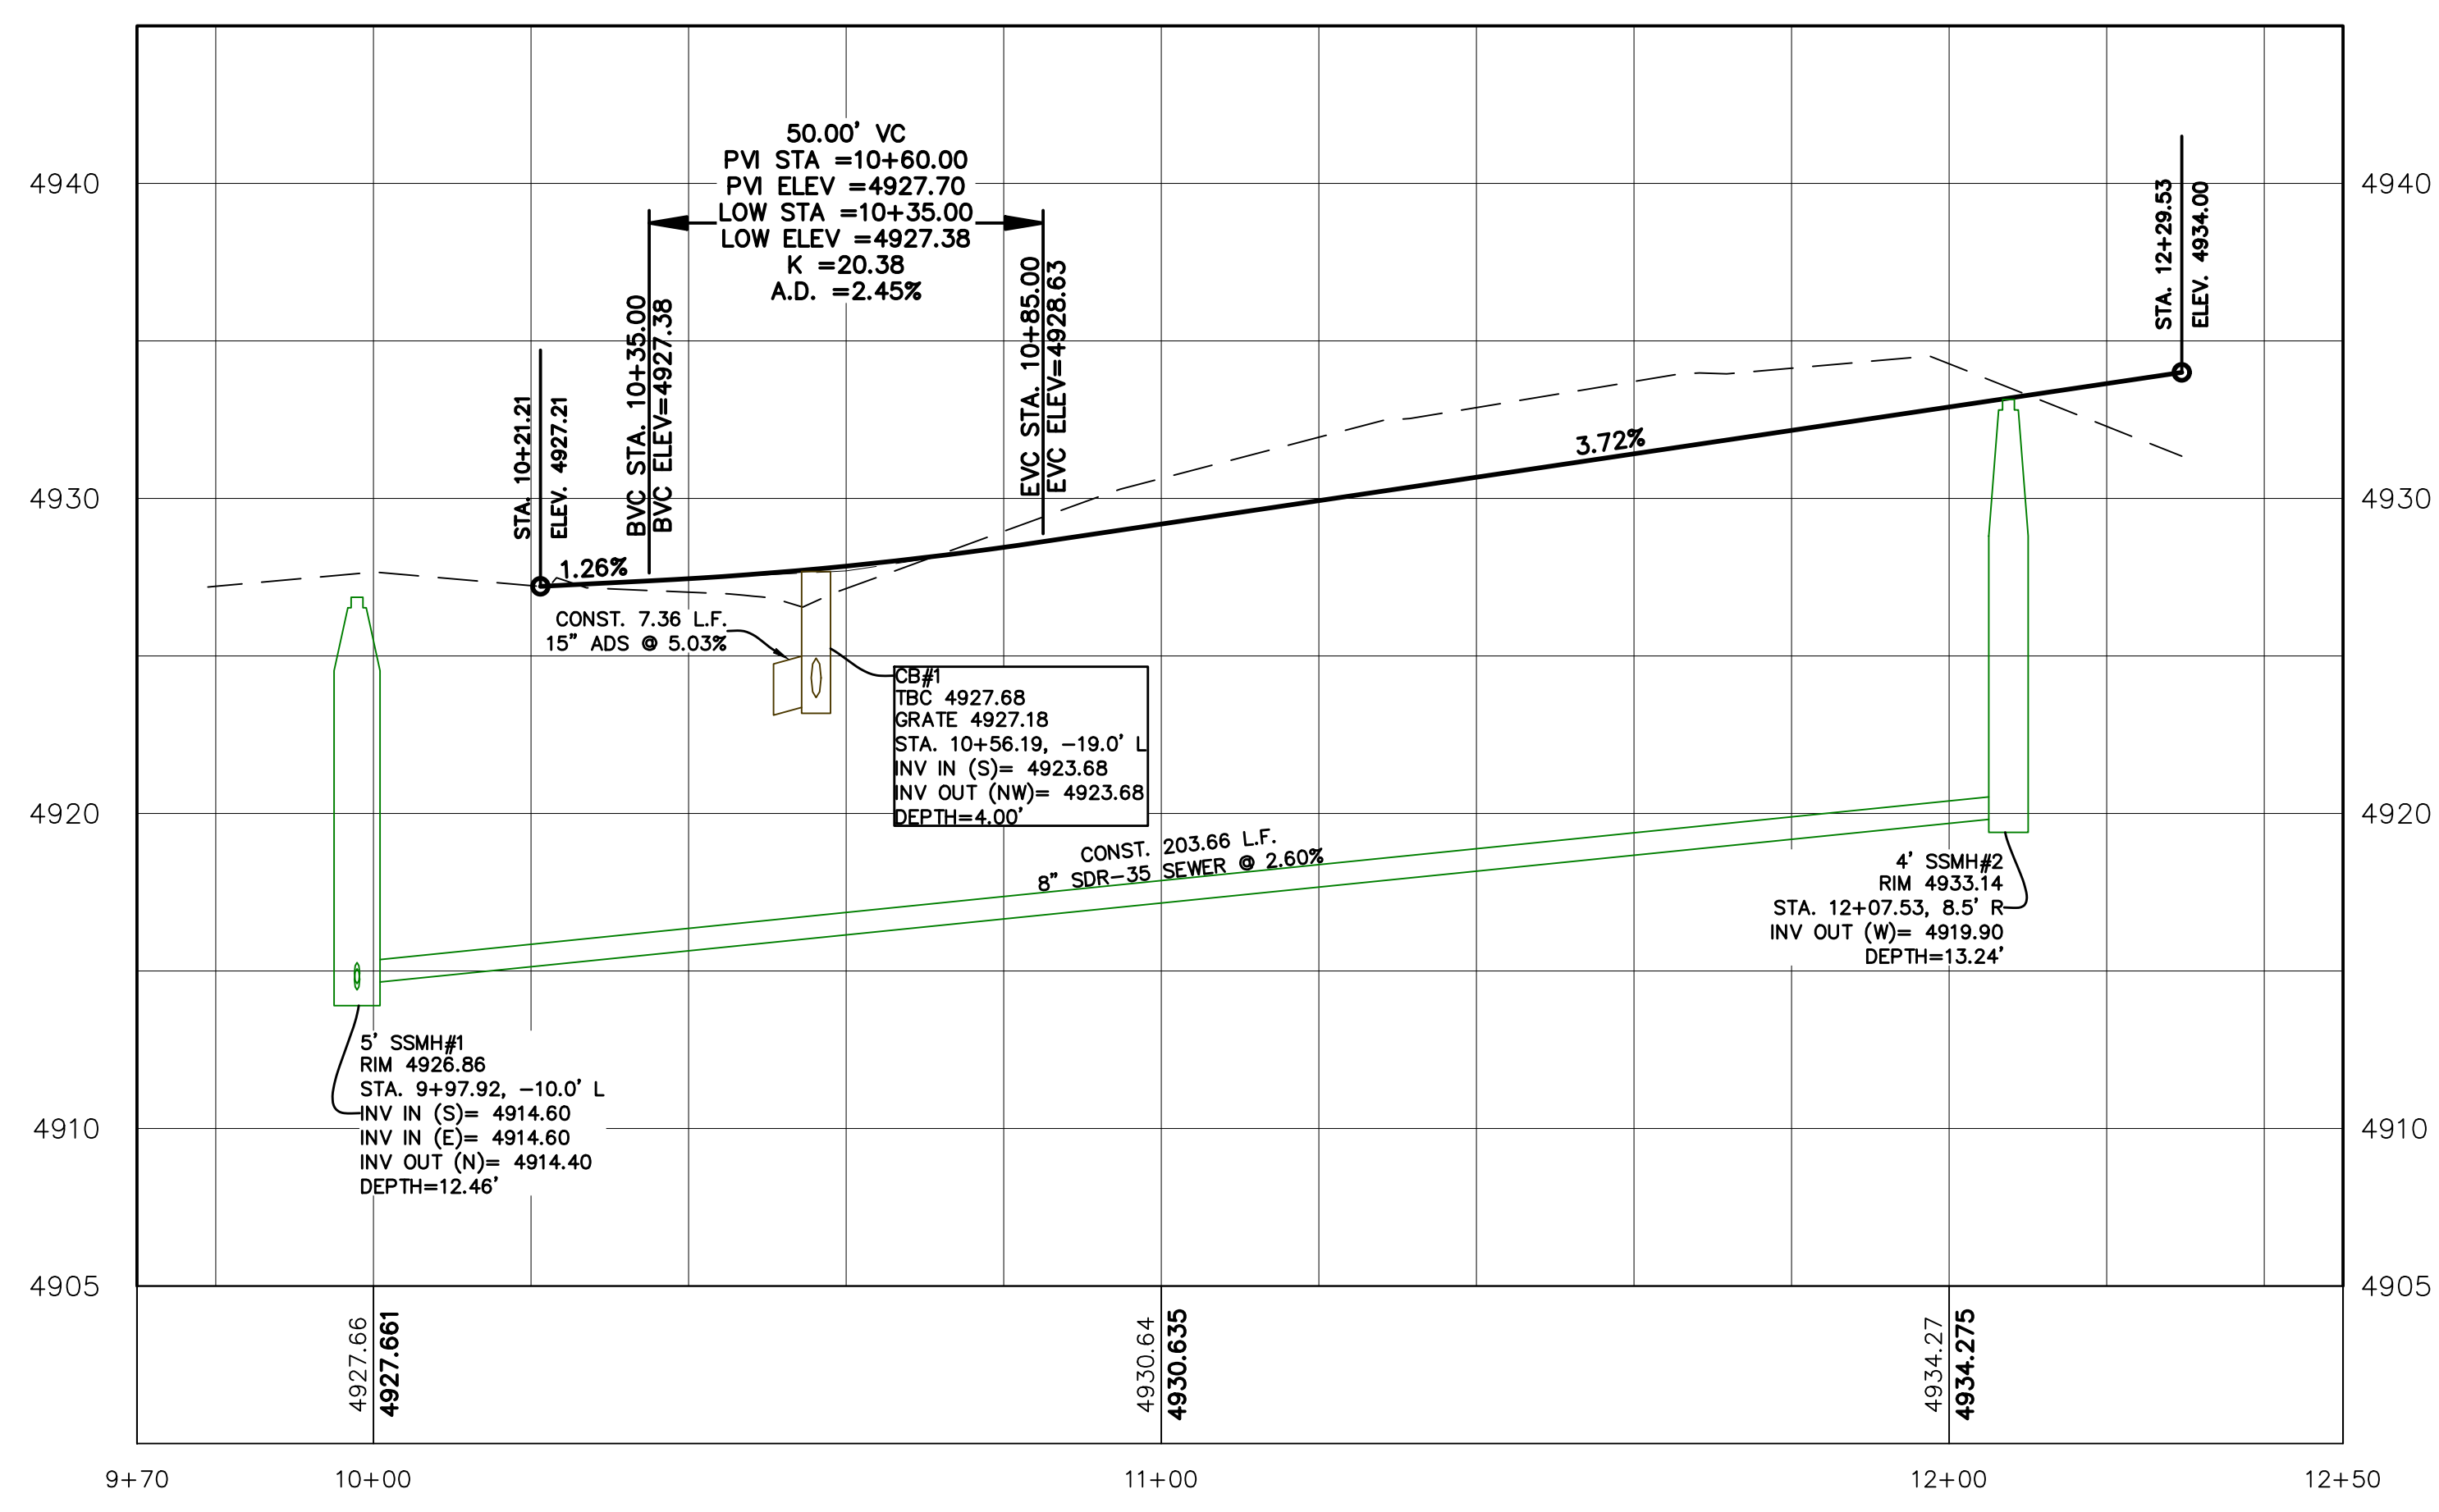 50.00' VC
PVI STA =10+60.00
PVI ELEV =4927.70
LOW STA =10+35.00
LOW ELEV =4927.38
K =20.38
A.D. =2.45%
4940
4940
STA. 12+29.53
ELEV. 4934.00
BVC STA. 10+35.00
BVC ELEV=4927.38
EVC STA. 10+85.00
EVC ELEV=4928.63
STA. 10+21.21
ELEV. 4927.21
3.72%
4930
4930
1.26%
CONST. 7.36 L.F.
15" ADS @ 5.03%
CB#1
TBC 4927.68
GRATE 4927.18
STA. 10+56.19, -19.0' L
INV IN (S)= 4923.68
INV OUT (NW)= 4923.68
DEPTH=4.00'
4920
4920
CONST. 203.66 L.F.
8" SDR-35 SEWER @ 2.60%
4' SSMH#2
RIM 4933.14
STA. 12+07.53, 8.5' R
INV OUT (W)= 4919.90
DEPTH=13.24'
5' SSMH#1
RIM 4926.86
STA. 9+97.92, -10.0' L
INV IN (S)= 4914.60
INV IN (E)= 4914.60
INV OUT (N)= 4914.40
DEPTH=12.46'
4910
4910
4905
4905
4927.66
4927.661
4930.64
4930.635
4934.27
4934.275
9+70
10+00
11+00
12+00
12+50